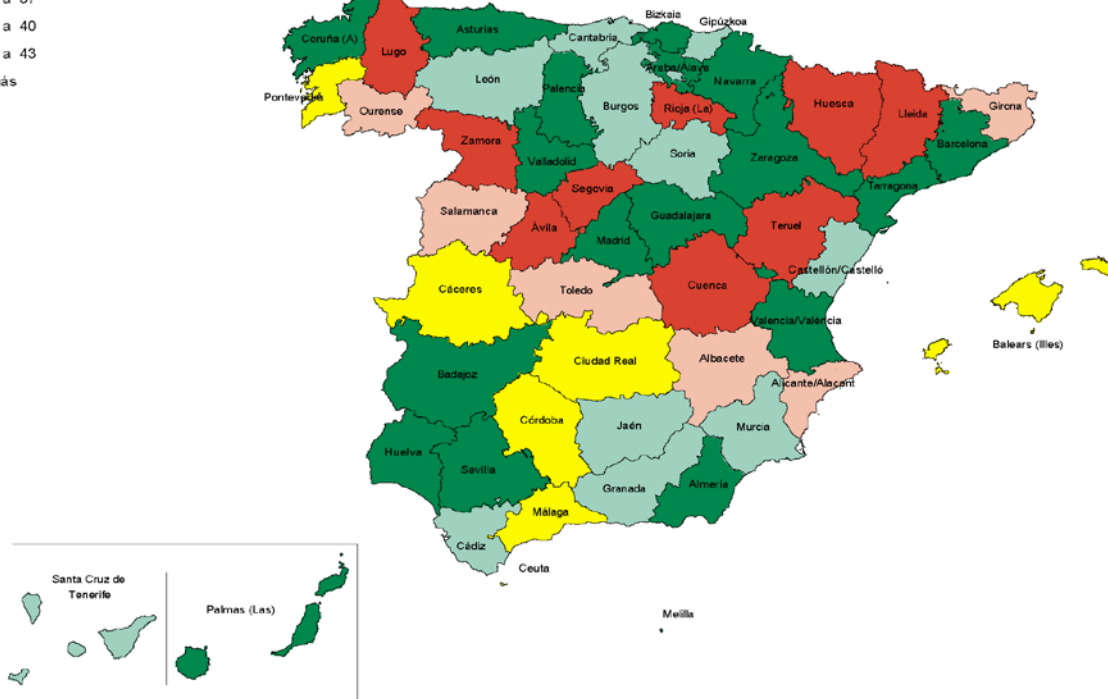 a 37
a 40
a 43
ás
Bizkaia
Gipúzkoa
Coruña (A)
Asturias
Cantabria
Lugo
Araba/Álava
León
Palencia
Navarra
Pontevedra
Ourense
Burgos
Rioja (La)
Huesca
Lleida
Girona
Zamora
Barcelona
Valladolid
Soria
Zaragoza
Segovia
Tarragona
Salamanca
Ávila
Madrid
Guadalajara
Teruel
Castellón/Castelló
Cáceres
Toledo
Cuenca
Valencia/València
Balears (Illes)
Badajoz
Ciudad Real
Albacete
Alicante/Alacant
Córdoba
Jaén
Murcia
Huelva
Sevilla
Granada
Almería
Málaga
Cádiz
Ceuta
Santa Cruz de
Tenerife
Palmas (Las)
Melilla